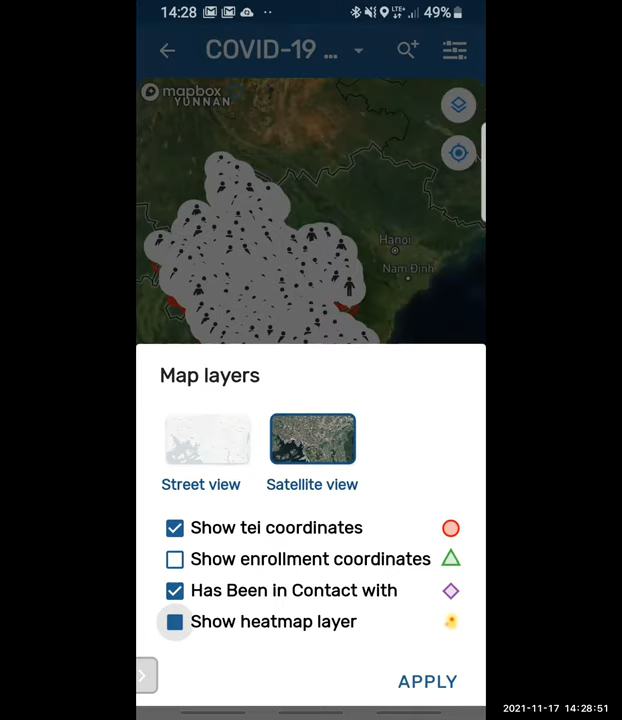 14:28
LTE+
49%
COVID-19 ...
mapbox
YUNNAN
Hanoi
Nam Định
Map layers
Street view
Satellite view
Show tei coordinates
Show enrollment coordinates
Has Been in Contact with
Show heatmap layer
APPLY
2021-11-17 14:28:51